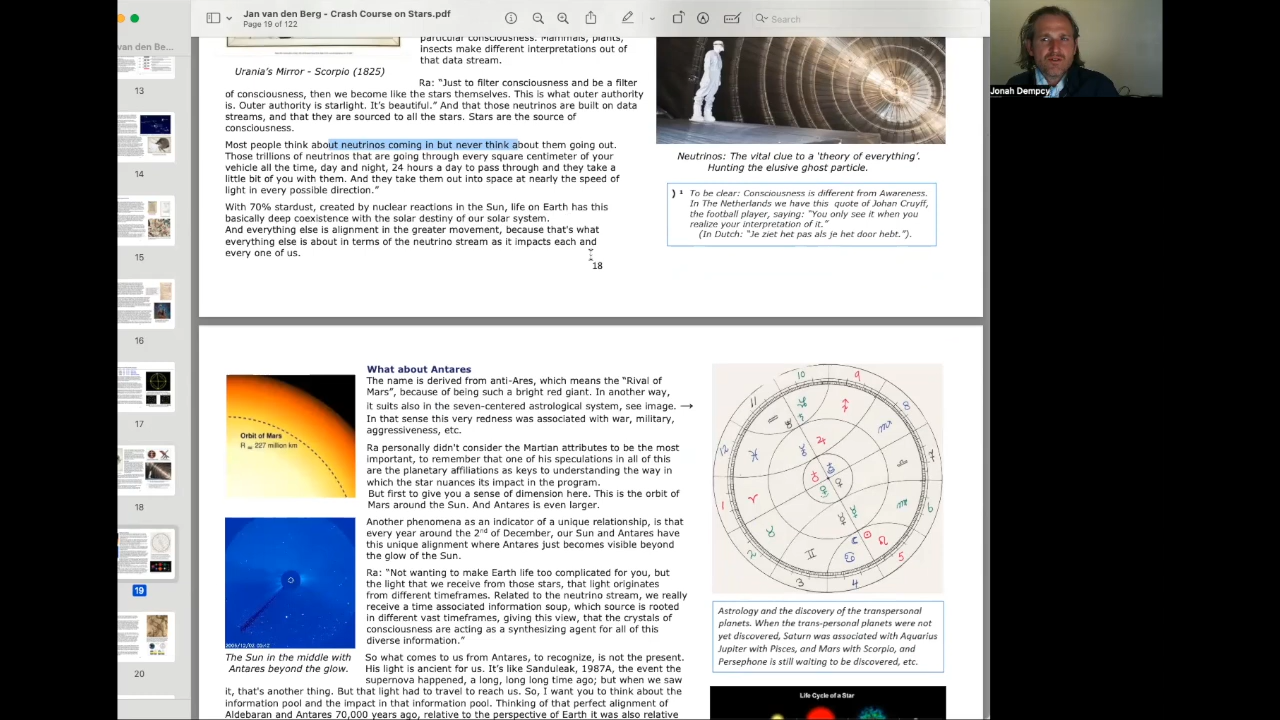 Jan van den Berg - Crash Course on Stars.pdf
Page 19 of 122
Search
Jonah Dempcy
van den Be...
13
14
15
16
17
18
19
20
particular consciousness. Mammals, plants,
insects make different interpretations out of
that data stream.
Urania's Mirror - Scorpio (1825)
Ra: "Just to filter consciousness and be a filter
of consciousness, then we become like the stars themselves. This is what outer authority
is. Outer authority is starlight. It's beautiful." And that those neutrinos are built on data
streams, and that they are sourced to all the stars. Stars are the source of
consciousness.
Most people think about neutrinos coming in but never think about them going out.
Those trillions of neutrinos that are going through every square centimeter of your
vehicle all the time, day and night, 24 hours a day to pass through and they take a
little bit of you with them. And they take them out into space at nearly the speed of
light in every possible direction."
With 70% stardust, created by nuclear reactions in the Sun, life on Earth has this
basically deep coexistence with the solar destiny of our solar system.
And everything else is alignment in the greater movement, because that's what
everything else is about in terms of the neutrino stream as it impacts each and
every one of us.
18
Neutrinos: The vital clue to a 'theory of everything'.
Hunting the elusive ghost particle.
)¹ To be clear: Consciousness is different from Awareness.
In The Netherlands we have this quote of Johan Cruyff,
the football player, saying: "You only see it when you
realize your interpretation of it."
(In Dutch: "Je ziet het pas als je het door hebt.").
What about Antares
The name is derived from anti-Ares, which means the "Rival of
Mars", because of being such a bright red giant. In another way,
it suits also in the seven-centered astrological system, see image. →
In that sense this very redness was associated with war, military,
aggressiveness, etc.
Orbit of Mars
R = 227 million km
Ra personally didn't consider the Martian attributes to be the most
important, to remember that one of his speculations in all of this
are the planetary affiliations as keys to understanding the way in
which the star nuances its impact in the program.
But first to give you a sense of dimension here. This is the orbit of
Mars around the Sun. And Antares is even larger.
Another phenomena as an indicator of a unique relationship, is that
every year around the 2nd of December, our Sun and Antares have
this unique alignment where Antares just becomes visible beyond
the glow of the Sun.
Ra: "Not wanting to make Earth life too complicated for you, but
the light that we receive from those stars, that light originates
from different timeframes. Related to the neutrino stream, we really
receive a time associated information soup, which source is rooted
in different vast timeframes, giving this view, that the crystals of
consciousness are acting as a synthesizing agent for all of this
diverse information."
The Sun in the middle with
Antares beyond the glow.
So what comes to us from Antares, to recognize, is not the present.
His light is ancient for us. It's like Sanduleak, 1987A, the event the
supernova happened, a long, long long time ago; but when we saw
it, that's another thing. But that light had to travel to reach us. So, I want you to think about the
information pool and the impact in that information pool. Thinking of that perfect alignment of
Aldebaran and Antares 70,000 years ago, relative to the perspective of Earth it was also relative
10
9
11
8
12
7
1
6
2
5
3
4
Astrology and the discovery of the transpersonal
planets. When the trans-personal planets were not
yet discovered, Saturn was associated with Aquarius
Jupiter with Pisces, and Mars with Scorpio, and
Persephone is still waiting to be discovered, etc.
Life Cycle of a Star